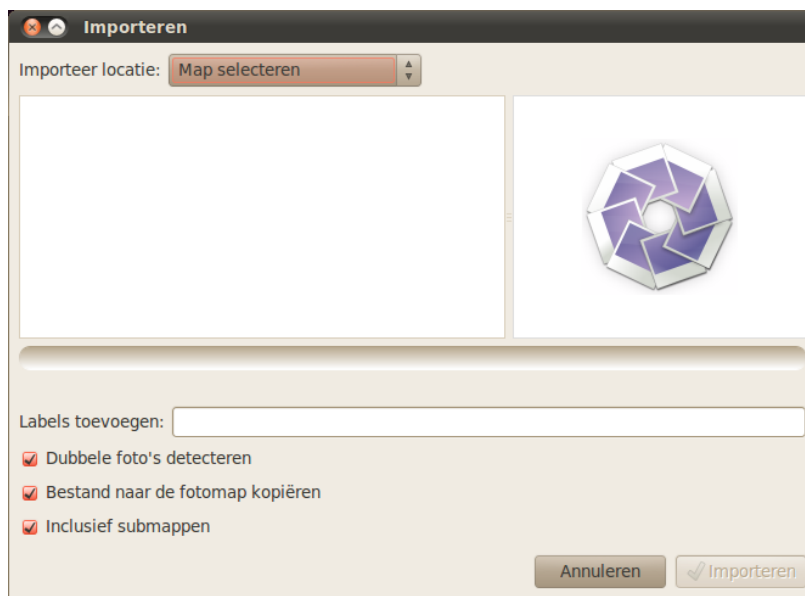 Importeren
Importeer locatie: Map selecteren
Labels toevoegen:
Dubbele foto's detecteren
Bestand naar de fotomap kopiëren
Inclusief submappen
Annuleren Importeren